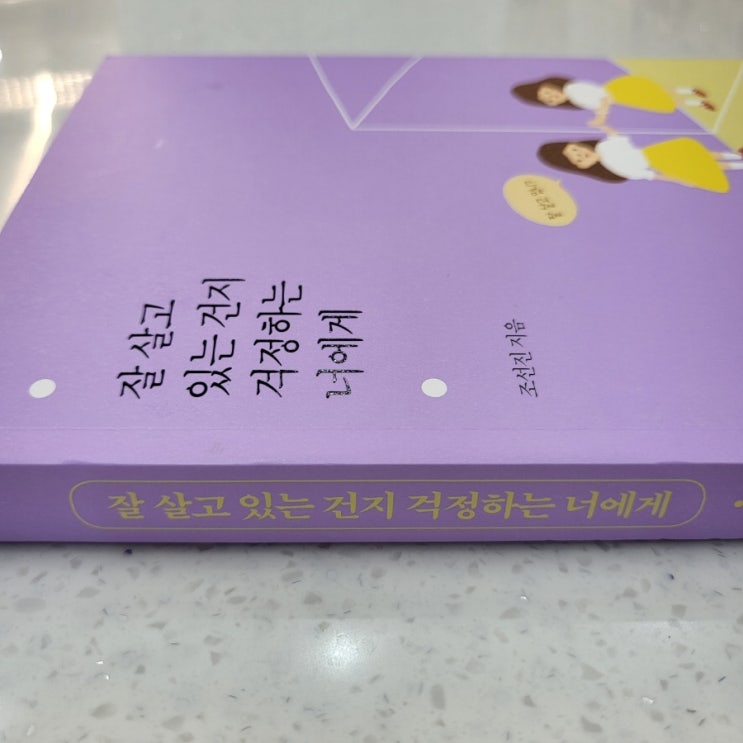 잘 살고
있는 건지
걱정하는
너에게
조선진 지음
잘 살고 있는 건지 걱정하는 너에게